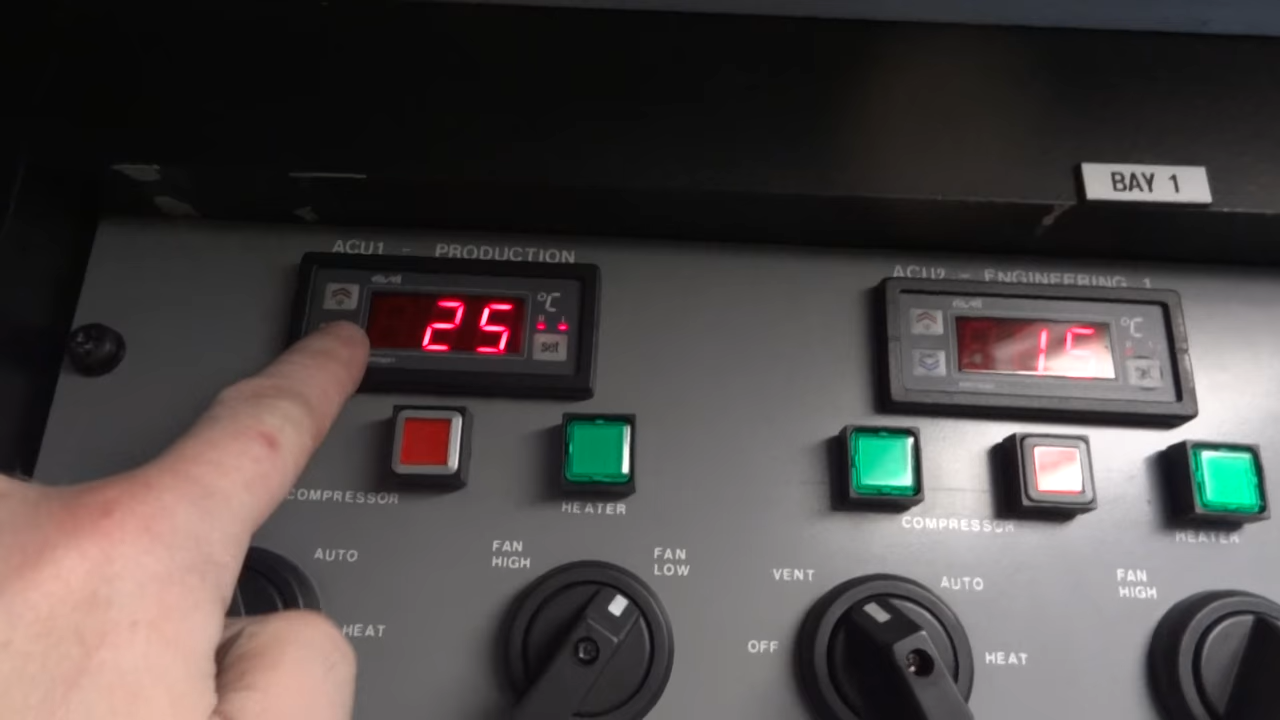 BAY 1
ACU1 - PRODUCTION
25
°C
set
ACU2 - ENGINEERING 1
15
°C
COMPRESSOR
HEATER
COMPRESSOR
HEATER
AUTO
HEAT
FAN
HIGH
FAN
LOW
VENT
AUTO
OFF
HEAT
FAN
HIGH